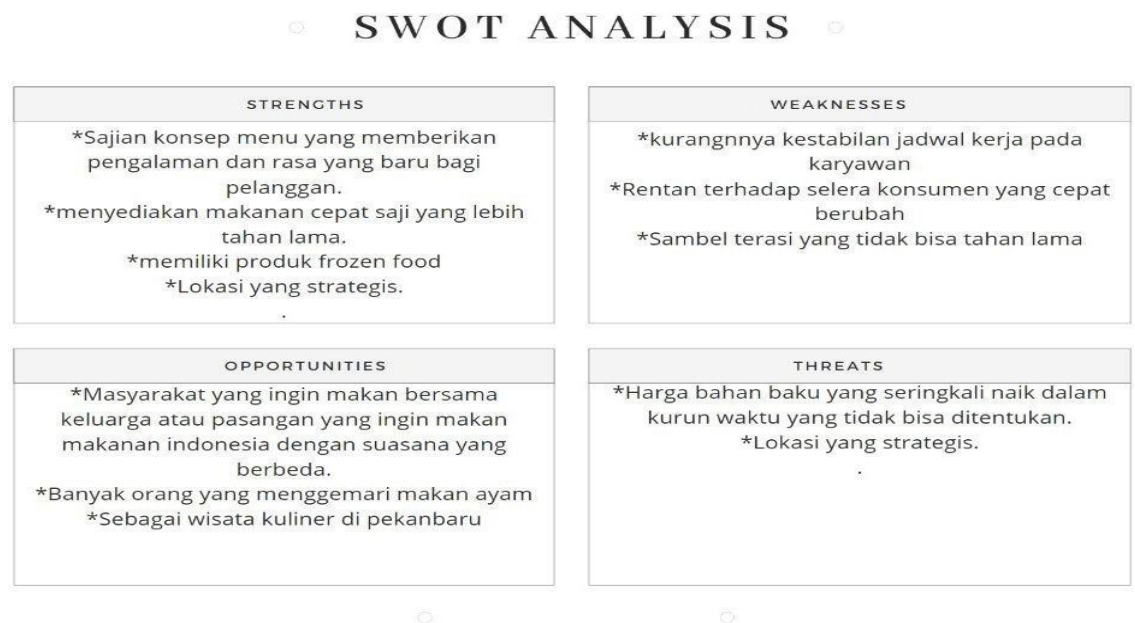 SWOT ANALYSIS
STRENGTHS
*Sajian konsep menu yang memberikan
pengalaman dan rasa yang baru bagi
pelanggan.
*menyediakan makanan cepat saji yang lebih
tahan lama.
*memiliki produk frozen food
*Lokasi yang strategis.
.
WEAKNESSES
*kurangnnya kestabilan jadwal kerja pada
karyawan
*Rentan terhadap selera konsumen yang cepat
berubah
*Sambel terasi yang tidak bisa tahan lama
OPPORTUNITIES
*Masyarakat yang ingin makan bersama
keluarga atau pasangan yang ingin makan
makanan indonesia dengan suasana yang
berbeda.
*Banyak orang yang menggemari makan ayam
*Sebagai wisata kuliner di pekanbaru
THREATS
*Harga bahan baku yang seringkali naik dalam
kurun waktu yang tidak bisa ditentukan.
*Lokasi yang strategis.
.